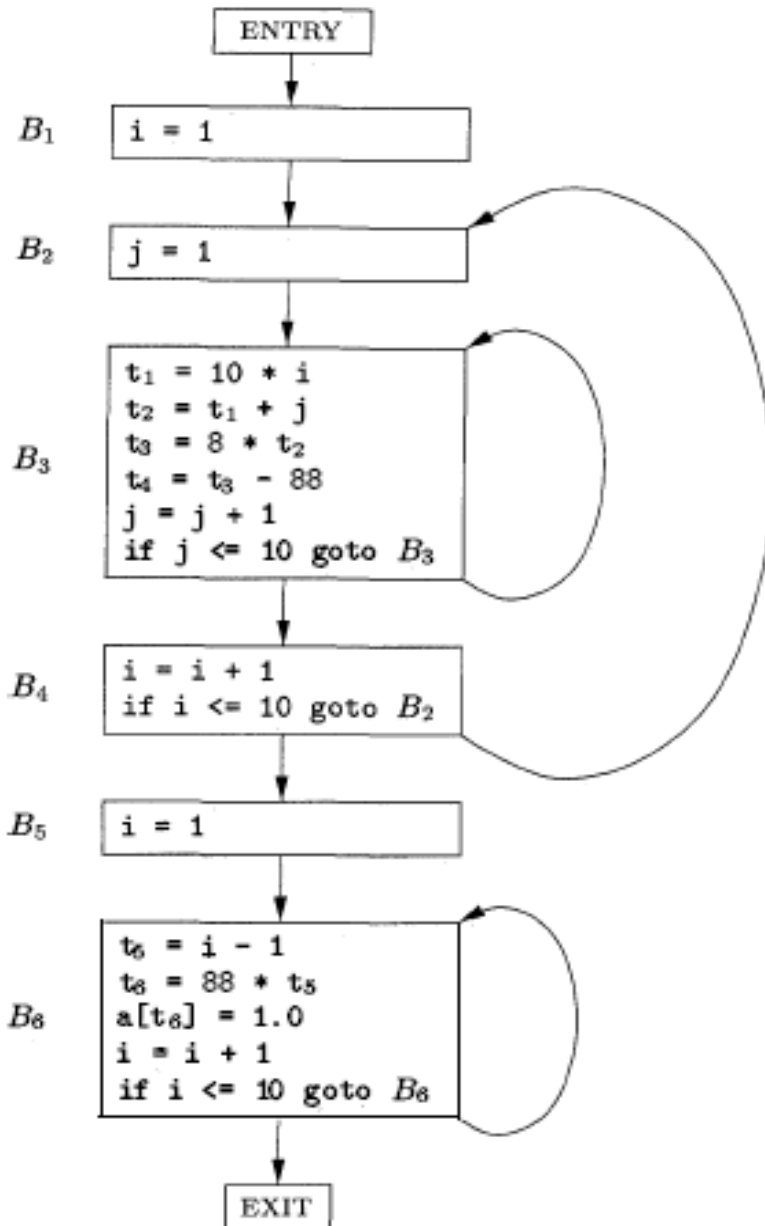 ENTRY
B₁
i = 1
B₂
j = 1
B₃
t₁ = 10 * i
t₂ = t₁ + j
t₃ = 8 * t₂
t₄ = t₃ - 88
j = j + 1
if j <= 10 goto B₃
B₄
i = i + 1
if i <= 10 goto B₂
B₅
i = 1
B₆
t₅ = i - 1
t₆ = 88 * t₅
a[t₆] = 1.0
i = i + 1
if i <= 10 goto B₆
EXIT